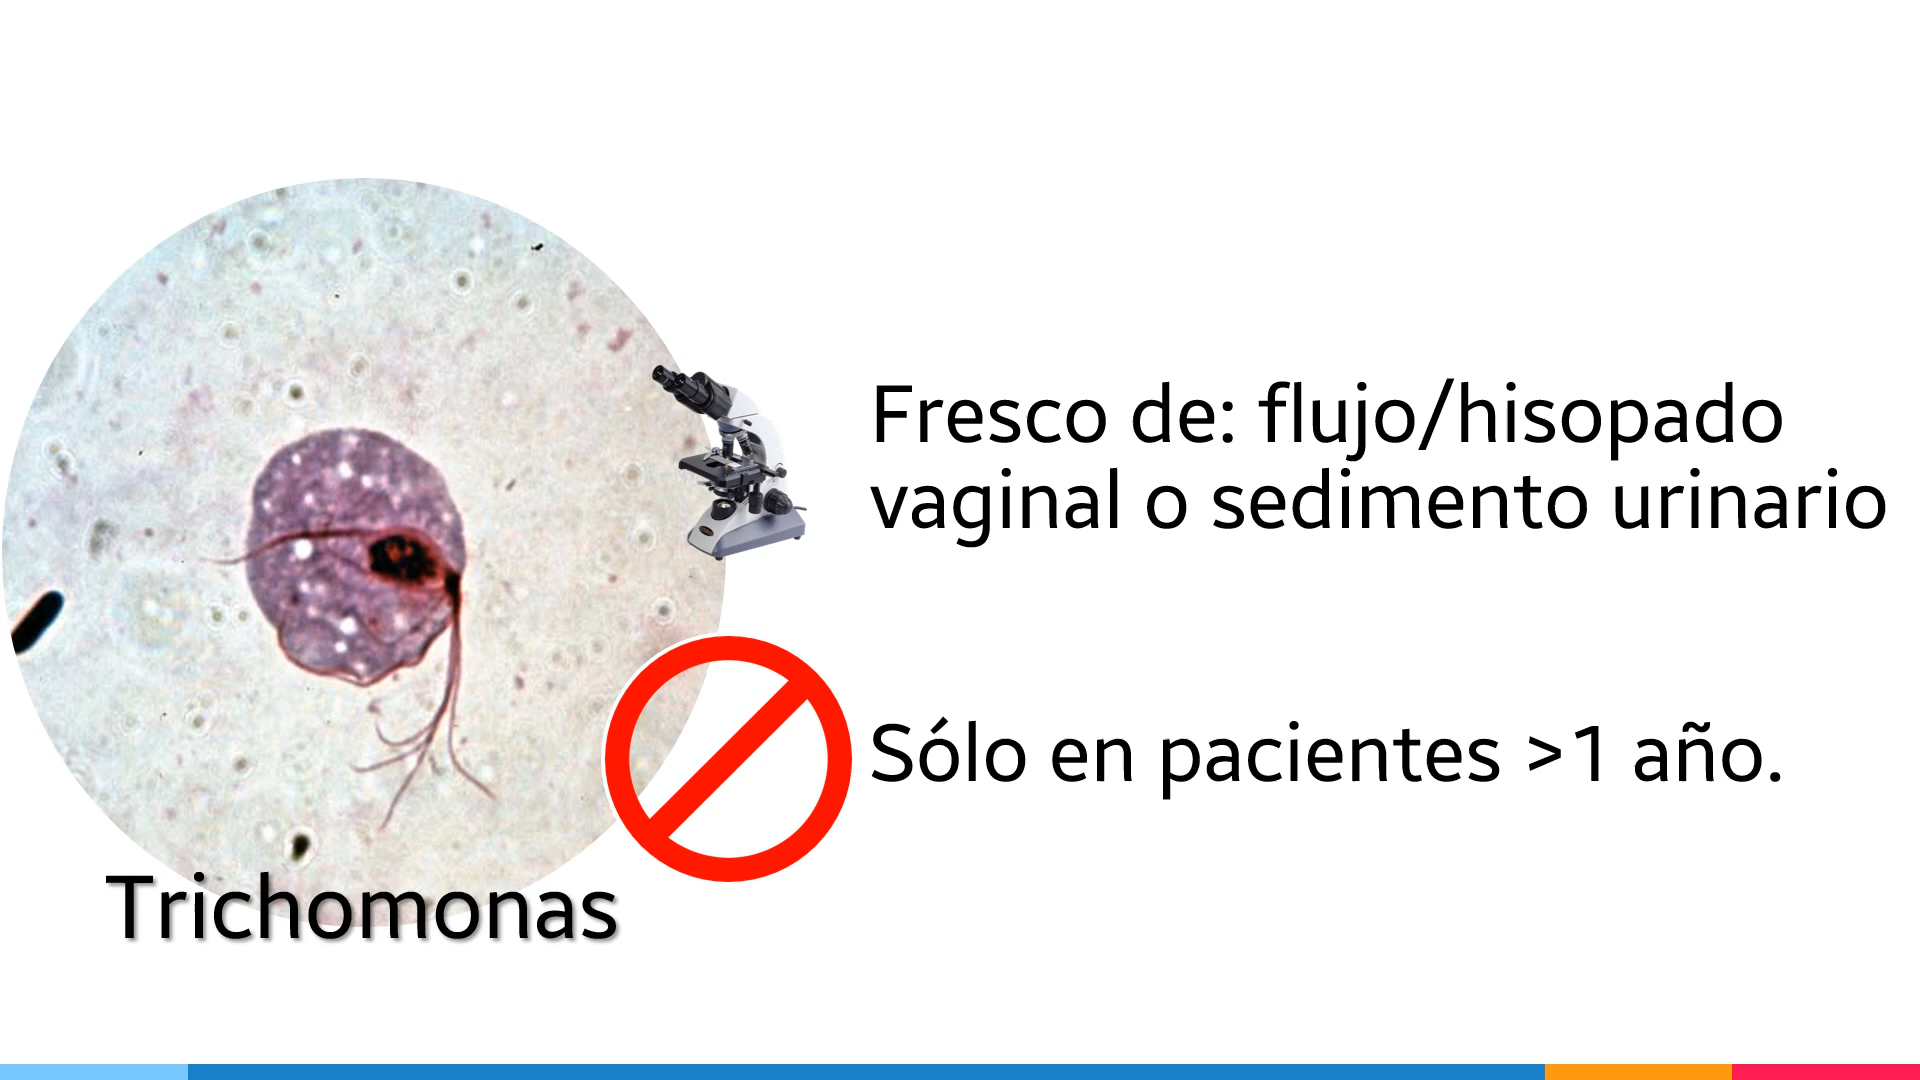 Fresco de: flujo/hisopado
vaginal o sedimento urinario
Sólo en pacientes >1 año.
Trichomonas